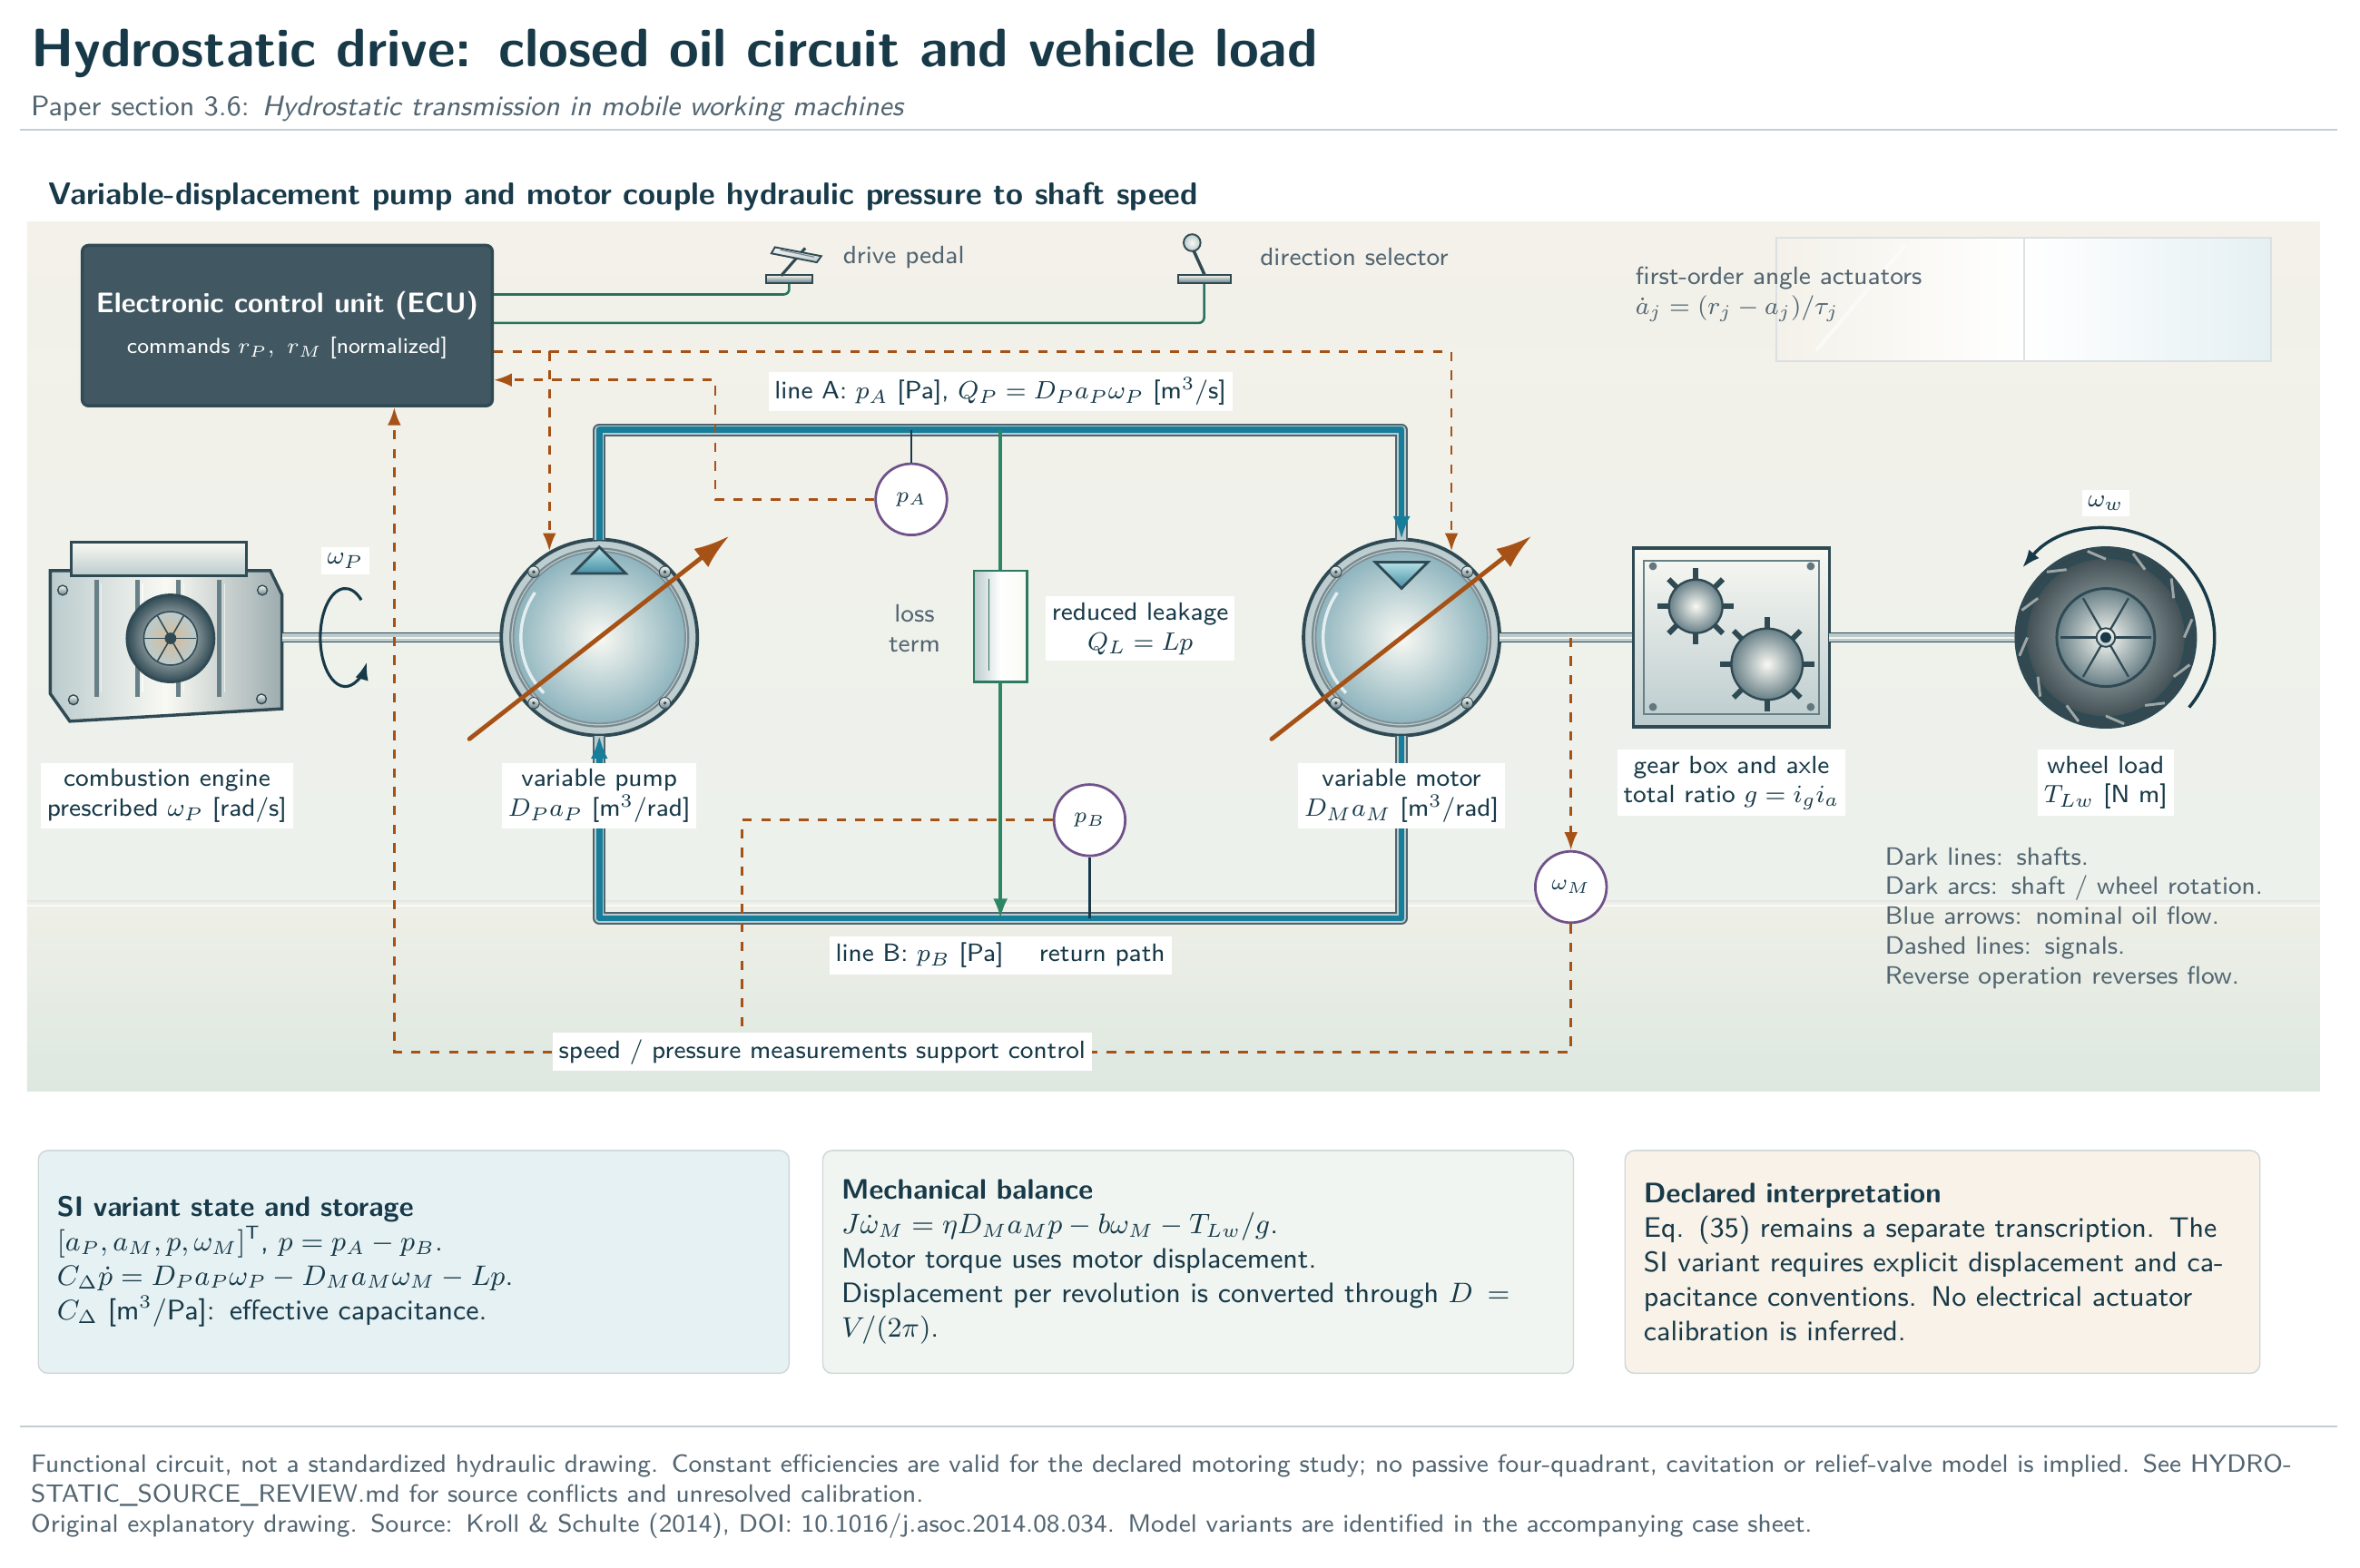 Hydrostatic drive: closed oil circuit and vehicle load
Paper section 3.6: Hydrostatic transmission in mobile working machines
Variable-displacement pump and motor couple hydraulic pressure to shaft speed
Electronic control unit (ECU)
commands r_P, r_M [normalized]
drive pedal
direction selector
first-order angle actuators
ȧ_j = (r_j − a_j)/τ_j
line A: p_A [Pa], Q_P = D_P a_P ω_P [m³/s]
p_A
ω_P
ω_w
loss
term
reduced leakage
Q_L = Lp
combustion engine
prescribed ω_P [rad/s]
variable pump
D_P a_P [m³/rad]
p_B
variable motor
D_M a_M [m³/rad]
gear box and axle
total ratio g = i_g i_a
wheel load
T_Lw [N m]
ω_M
Dark lines: shafts.
Dark arcs: shaft / wheel rotation.
Blue arrows: nominal oil flow.
Dashed lines: signals.
Reverse operation reverses flow.
line B: p_B [Pa] return path
speed / pressure measurements support control
SI variant state and storage
[a_P, a_M, p, ω_M]ᵀ, p = p_A − p_B.
C_Δ ṗ = D_P a_P ω_P − D_M a_M ω_M − Lp.
C_Δ [m³/Pa]: effective capacitance.
Mechanical balance
Jω̇_M = ηD_M a_M p − bω_M − T_Lw/g.
Motor torque uses motor displacement.
Displacement per revolution is converted through D =
V/(2π).
Declared interpretation
Eq. (35) remains a separate transcription. The
SI variant requires explicit displacement and ca-
pacitance conventions. No electrical actuator
calibration is inferred.
Functional circuit, not a standardized hydraulic drawing. Constant efficiencies are valid for the declared motoring study; no passive four-quadrant, cavitation or relief-valve model is implied. See HYDRO-
STATIC_SOURCE_REVIEW.md for source conflicts and unresolved calibration.
Original explanatory drawing. Source: Kroll & Schulte (2014), DOI: 10.1016/j.asoc.2014.08.034. Model variants are identified in the accompanying case sheet.